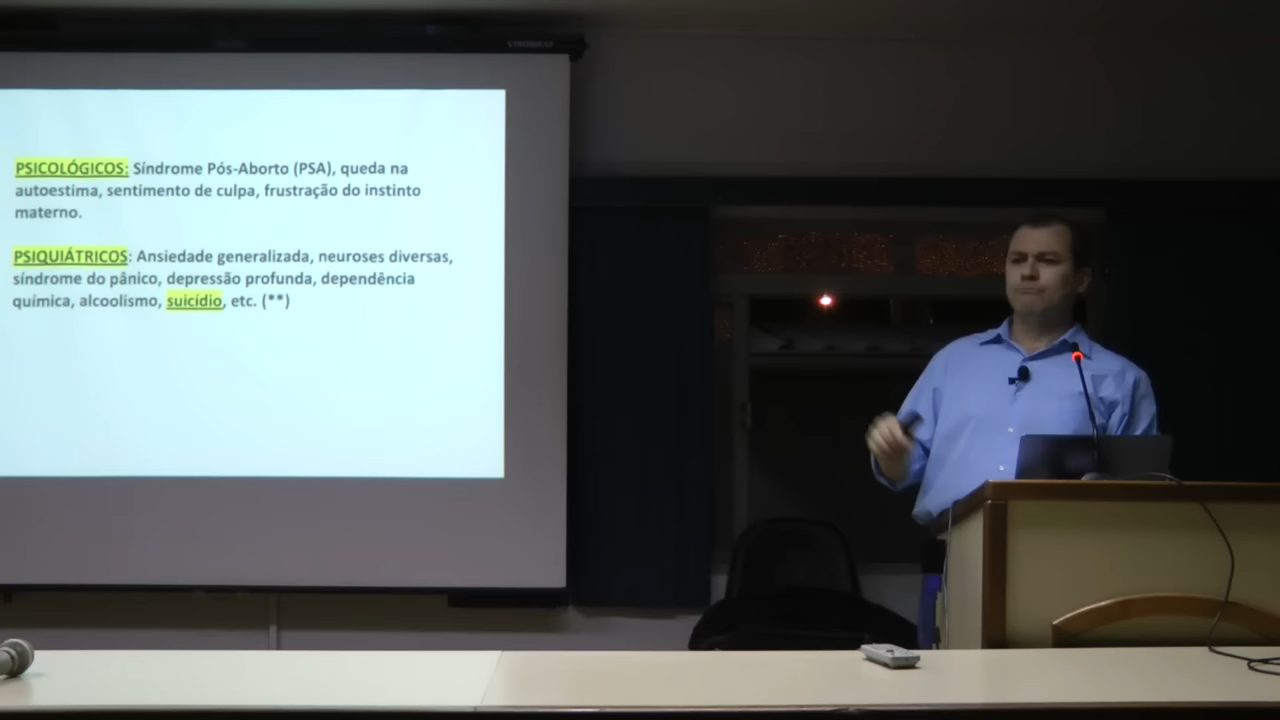 PSICOLÓGICOS: Síndrome Pós-Aborto (PSA), queda na
autoestima, sentimento de culpa, frustração do instinto
materno.
PSIQUIÁTRICOS: Ansiedade generalizada, neuroses diversas,
síndrome do pânico, depressão profunda, dependência
química, alcoolismo, suicídio, etc. (**)